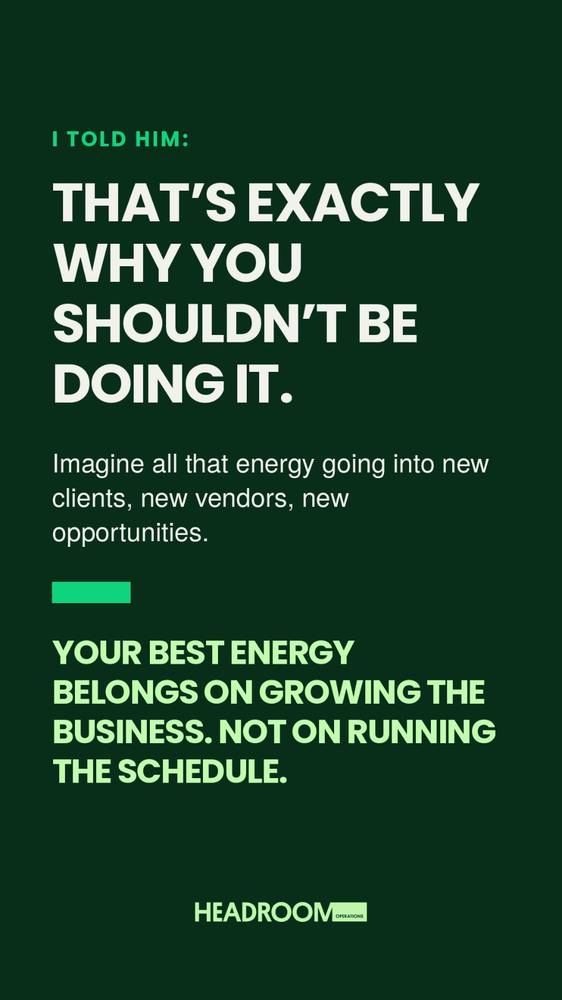 I TOLD HIM:
THAT’S EXACTLY
WHY YOU
SHOULDN’T BE
DOING IT.
Imagine all that energy going into new
clients, new vendors, new
opportunities.
YOUR BEST ENERGY
BELONGS ON GROWING THE
BUSINESS. NOT ON RUNNING
THE SCHEDULE.
HEADROOM OPERATIONS